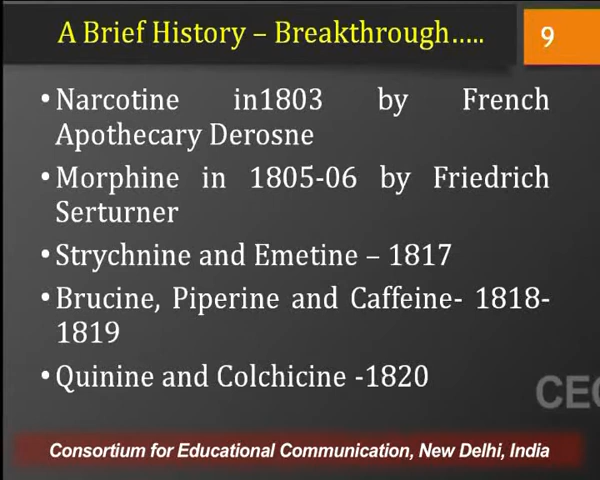 A Brief History – Breakthrough.....
9
• Narcotine in1803 by French
Apothecary Derosne
• Morphine in 1805-06 by Friedrich
Serturner
• Strychnine and Emetine – 1817
• Brucine, Piperine and Caffeine- 1818-
1819
• Quinine and Colchicine -1820
CEC
Consortium for Educational Communication, New Delhi, India